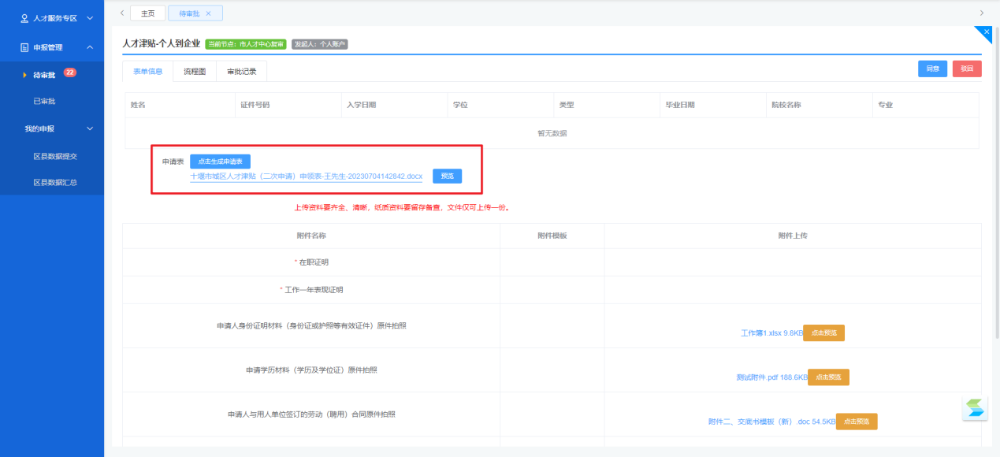 人才服务专区
申报管理
待审批 22
已审批
我的申报
区县数据提交
区县数据汇总
主页 待审批 ×
人才津贴-个人到企业 当前节点：市人才中心复审 发起人：个人账户
表单信息 流程图 审批记录 同意 驳回
姓名 证件号码 入学日期 学位 类型 毕业日期 院校名称 专业
暂无数据
申请表 点击生成申请表
十堰市城区人才津贴（二次申请）申领表-王先生-20230704142842.docx 预览
上传资料要齐全、清晰，纸质资料要留存备查，文件仅可上传一份。
附件名称 附件模板 附件上传
* 在职证明
* 工作一年表现证明
申请人身份证明材料（身份证或护照等有效证件）原件拍照
工作簿1.xlsx 9.8KB 点击预览
申请学历材料（学历及学位证）原件拍照
测试附件.pdf 188.6KB 点击预览
申请人与用人单位签订的劳动（聘用）合同原件拍照
附件二、交底书模板（新）.doc 54.5KB 点击预览